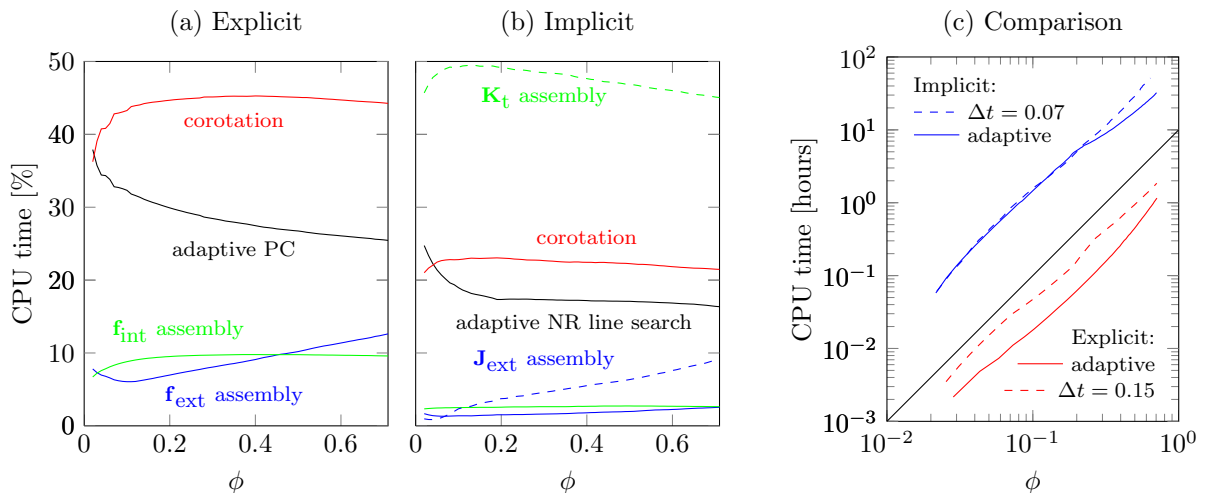 (a) Explicit
CPU time [%]
50
40
30
20
10
0
corotation
adaptive PC
f_int assembly
f_ext assembly
0 0.2 0.4 0.6
ϕ
(b) Implicit
K_t assembly
corotation
adaptive NR line search
J_ext assembly
0 0.2 0.4 0.6
ϕ
(c) Comparison
CPU time [hours]
10^2
10^1
10^0
10^−1
10^−2
10^−3
Implicit:
Δt = 0.07
adaptive
Explicit:
adaptive
Δt = 0.15
10^−2 10^−1 10^0
ϕ